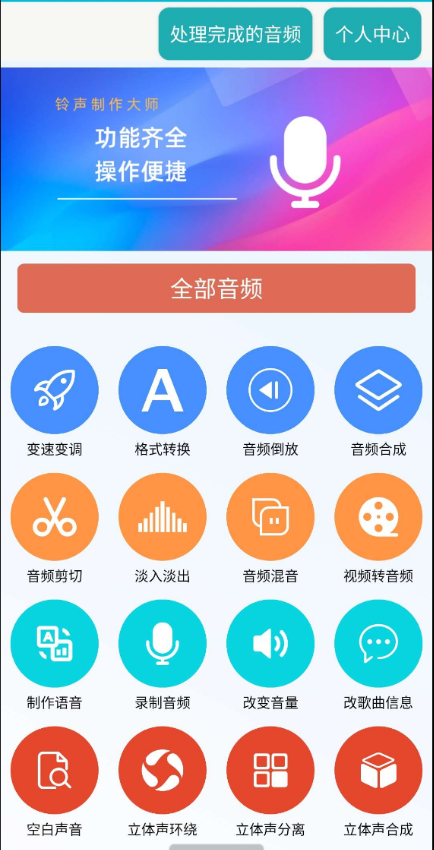 处理完成的音频 个人中心
铃声制作大师
功能齐全
操作便捷
全部音频
A
变速变调 格式转换 音频倒放 音频合成
音频剪切 淡入淡出 音频混音 视频转音频
A
制作语音 录制音频 改变音量 改歌曲信息
空白声音 立体声环绕 立体声分离 立体声合成